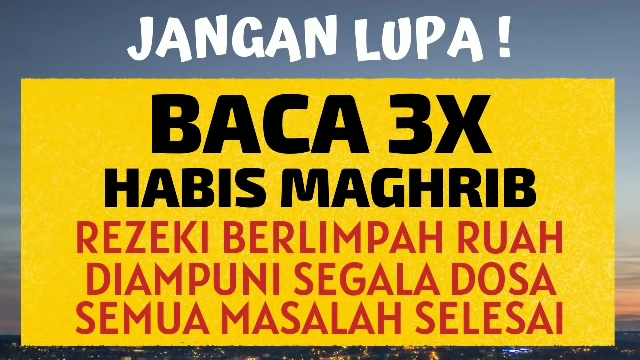 JANGAN LUPA !
BACA 3X
HABIS MAGHRIB
REZEKI BERLIMPAH RUAH
DIAMPUNI SEGALA DOSA
SEMUA MASALAH SELESAI